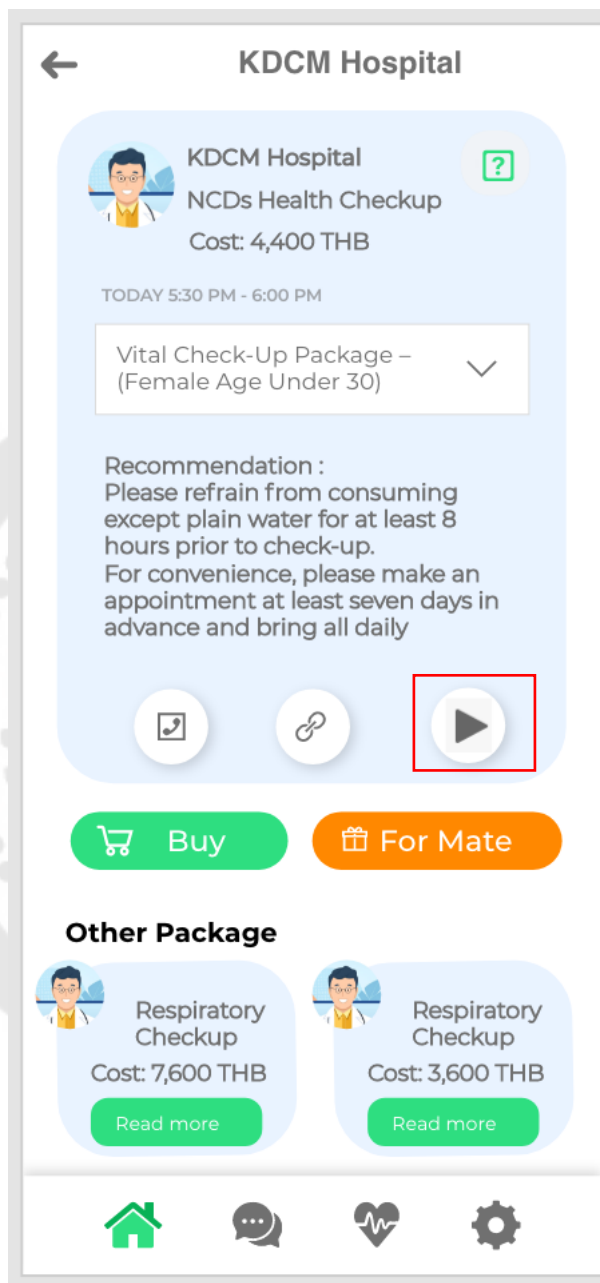 KDCM Hospital
KDCM Hospital
NCDs Health Checkup
Cost: 4,400 THB
TODAY 5:30 PM - 6:00 PM
Vital Check-Up Package –
(Female Age Under 30)
Recommendation :
Please refrain from consuming
except plain water for at least 8
hours prior to check-up.
For convenience, please make an
appointment at least seven days in
advance and bring all daily
Buy
For Mate
Other Package
Respiratory
Checkup
Cost: 7,600 THB
Read more
Respiratory
Checkup
Cost: 3,600 THB
Read more